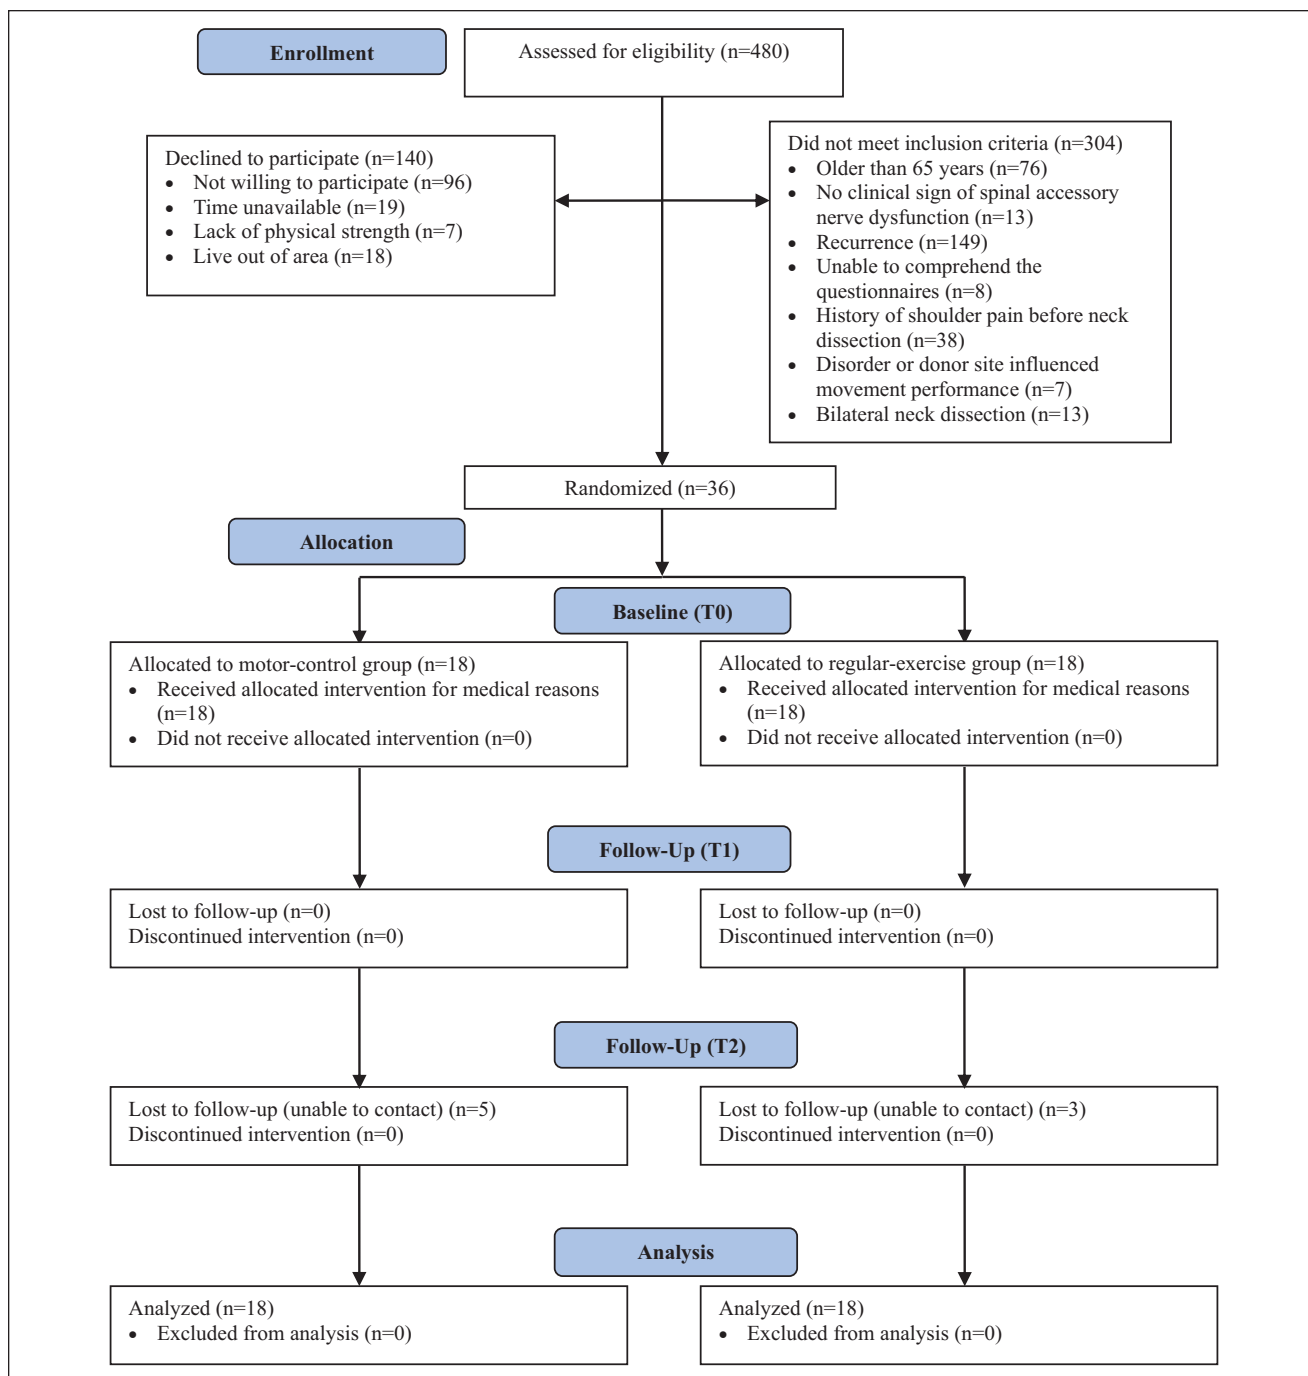 Enrollment
Assessed for eligibility (n=480)
Declined to participate (n=140)
• Not willing to participate (n=96)
• Time unavailable (n=19)
• Lack of physical strength (n=7)
• Live out of area (n=18)
Did not meet inclusion criteria (n=304)
• Older than 65 years (n=76)
• No clinical sign of spinal accessory
nerve dysfunction (n=13)
• Recurrence (n=149)
• Unable to comprehend the
questionnaires (n=8)
• History of shoulder pain before neck
dissection (n=38)
• Disorder or donor site influenced
movement performance (n=7)
• Bilateral neck dissection (n=13)
Randomized (n=36)
Allocation
Baseline (T0)
Allocated to motor-control group (n=18)
• Received allocated intervention for medical reasons
(n=18)
• Did not receive allocated intervention (n=0)
Allocated to regular-exercise group (n=18)
• Received allocated intervention for medical reasons
(n=18)
• Did not receive allocated intervention (n=0)
Follow-Up (T1)
Lost to follow-up (n=0)
Discontinued intervention (n=0)
Lost to follow-up (n=0)
Discontinued intervention (n=0)
Follow-Up (T2)
Lost to follow-up (unable to contact) (n=5)
Discontinued intervention (n=0)
Lost to follow-up (unable to contact) (n=3)
Discontinued intervention (n=0)
Analysis
Analyzed (n=18)
• Excluded from analysis (n=0)
Analyzed (n=18)
• Excluded from analysis (n=0)